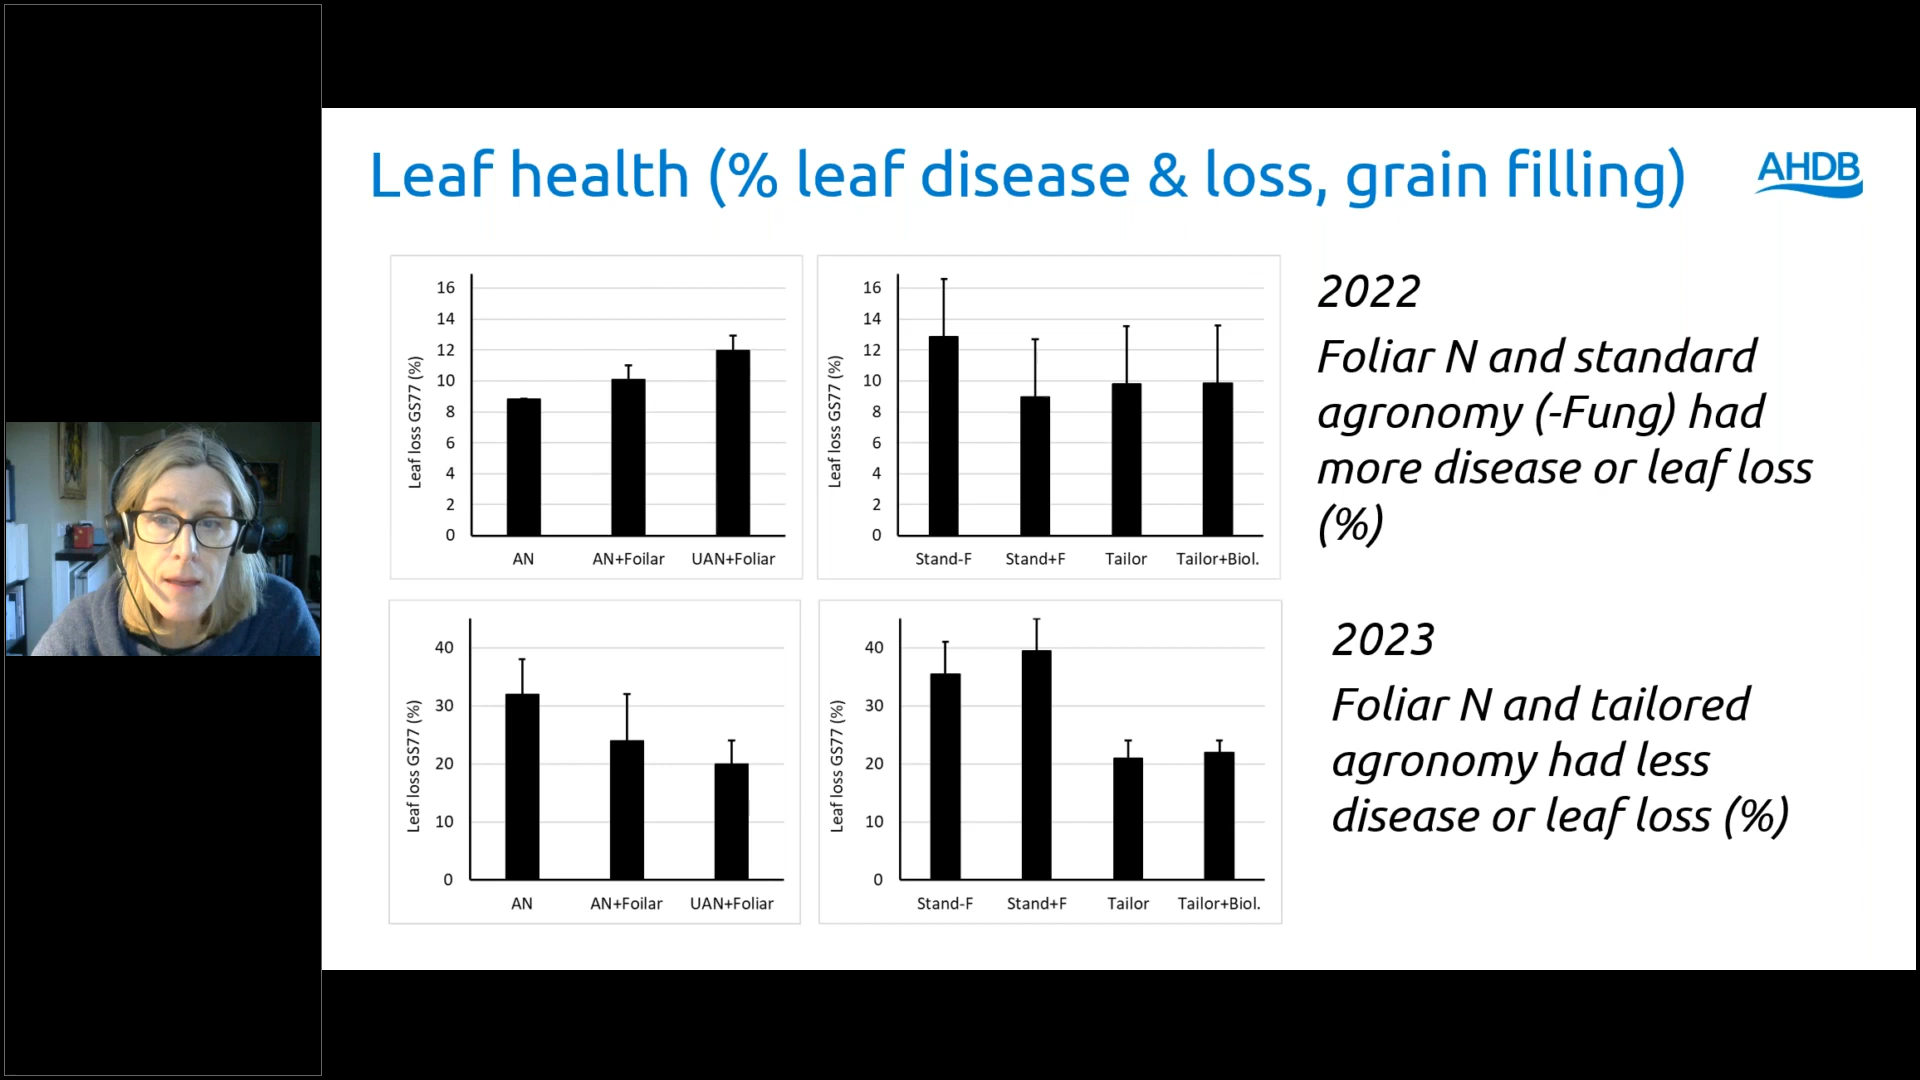 Leaf health (% leaf disease & loss, grain filling)
AHDB
16
14
12
10
8
6
4
2
0
Leaf loss GS77 (%)
AN
AN+Foilar
UAN+Foliar
16
14
12
10
8
6
4
2
0
Leaf loss GS77 (%)
Stand-F
Stand+F
Tailor
Tailor+Biol.
2022
Foliar N and standard
agronomy (-Fung) had
more disease or leaf loss
(%)
40
30
20
10
0
Leaf loss GS77 (%)
AN
AN+Foilar
UAN+Foliar
40
30
20
10
0
Leaf loss GS77 (%)
Stand-F
Stand+F
Tailor
Tailor+Biol.
2023
Foliar N and tailored
agronomy had less
disease or leaf loss (%)